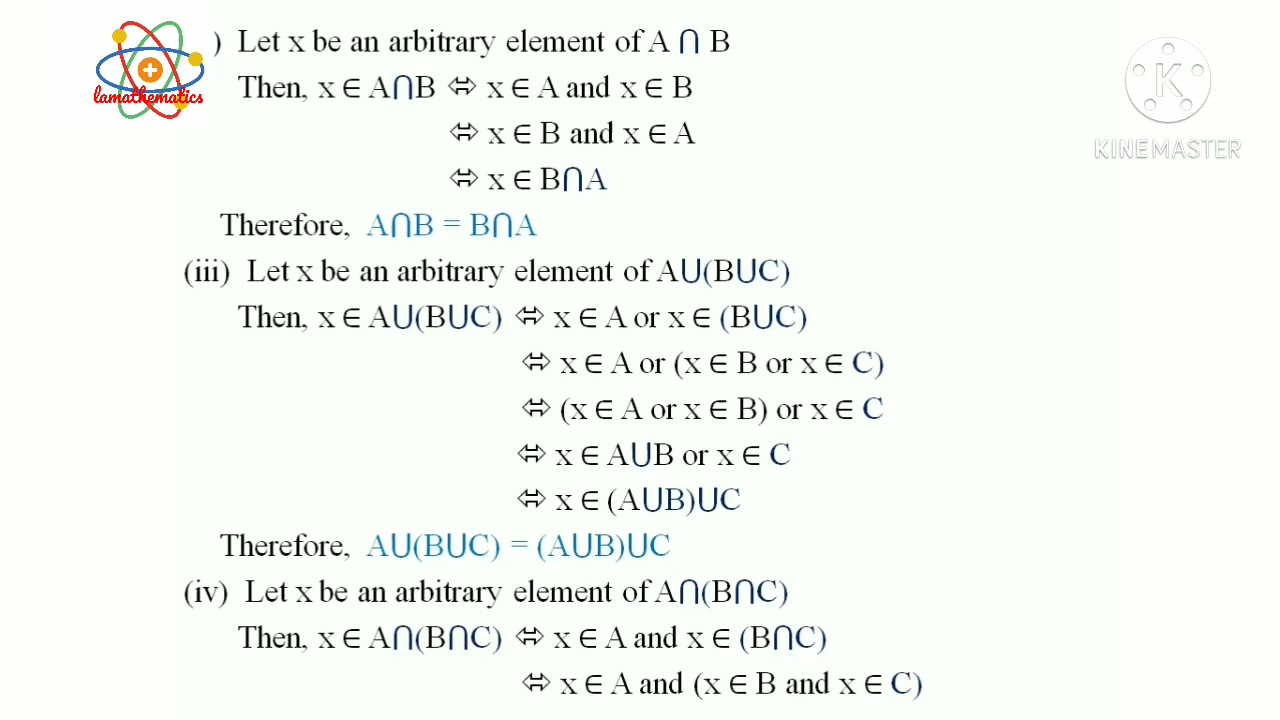 ) Let x be an arbitrary element of A ⋂ B
lamathematics
K
KINEMASTER
Then, x ∈ A⋂B ⇔ x ∈ A and x ∈ B
⇔ x ∈ B and x ∈ A
⇔ x ∈ B⋂A
Therefore, A⋂B = B⋂A
(iii) Let x be an arbitrary element of A⋃(B⋃C)
Then, x ∈ A⋃(B⋃C) ⇔ x ∈ A or x ∈ (B⋃C)
⇔ x ∈ A or (x ∈ B or x ∈ C)
⇔ (x ∈ A or x ∈ B) or x ∈ C
⇔ x ∈ A⋃B or x ∈ C
⇔ x ∈ (A⋃B)⋃C
Therefore, A⋃(B⋃C) = (A⋃B)⋃C
(iv) Let x be an arbitrary element of A⋂(B⋂C)
Then, x ∈ A⋂(B⋂C) ⇔ x ∈ A and x ∈ (B⋂C)
⇔ x ∈ A and (x ∈ B and x ∈ C)